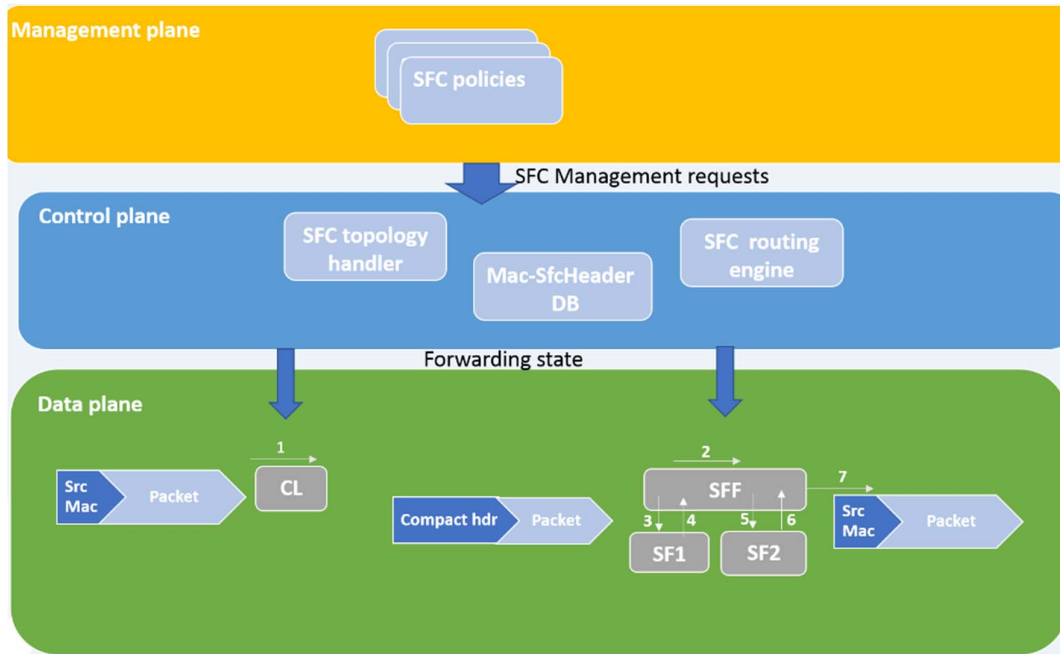 Management plane
SFC policies
SFC Management requests
Control plane
SFC topology
handler
Mac-SfcHeader
DB
SFC routing
engine
Forwarding state
Data plane
1
Src
Mac
Packet
CL
Compact hdr
Packet
2
SFF
3
4
5
6
SF1
SF2
7
Src
Mac
Packet